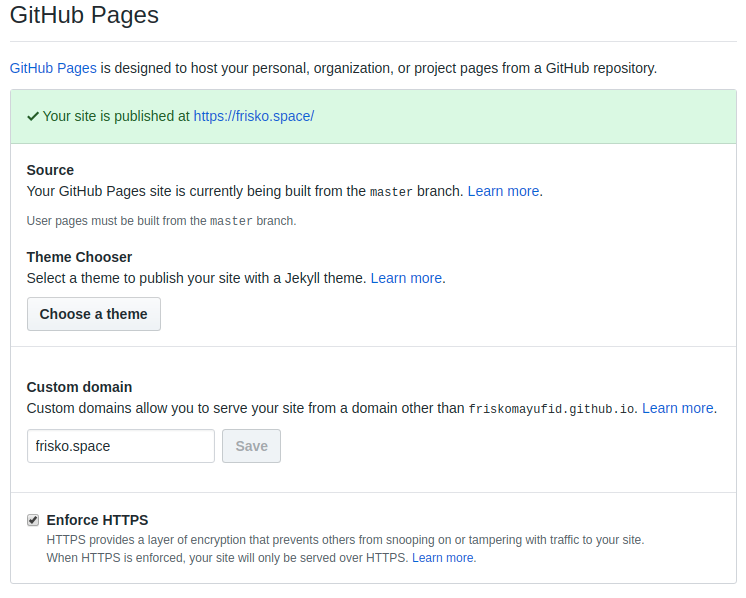 GitHub Pages
GitHub Pages is designed to host your personal, organization, or project pages from a GitHub repository.
Your site is published at https://frisko.space/
Source
Your GitHub Pages site is currently being built from the master branch. Learn more.
User pages must be built from the master branch.
Theme Chooser
Select a theme to publish your site with a Jekyll theme. Learn more.
Choose a theme
Custom domain
Custom domains allow you to serve your site from a domain other than friskomayufid.github.io. Learn more.
frisko.space Save
Enforce HTTPS
HTTPS provides a layer of encryption that prevents others from snooping on or tampering with traffic to your site.
When HTTPS is enforced, your site will only be served over HTTPS. Learn more.